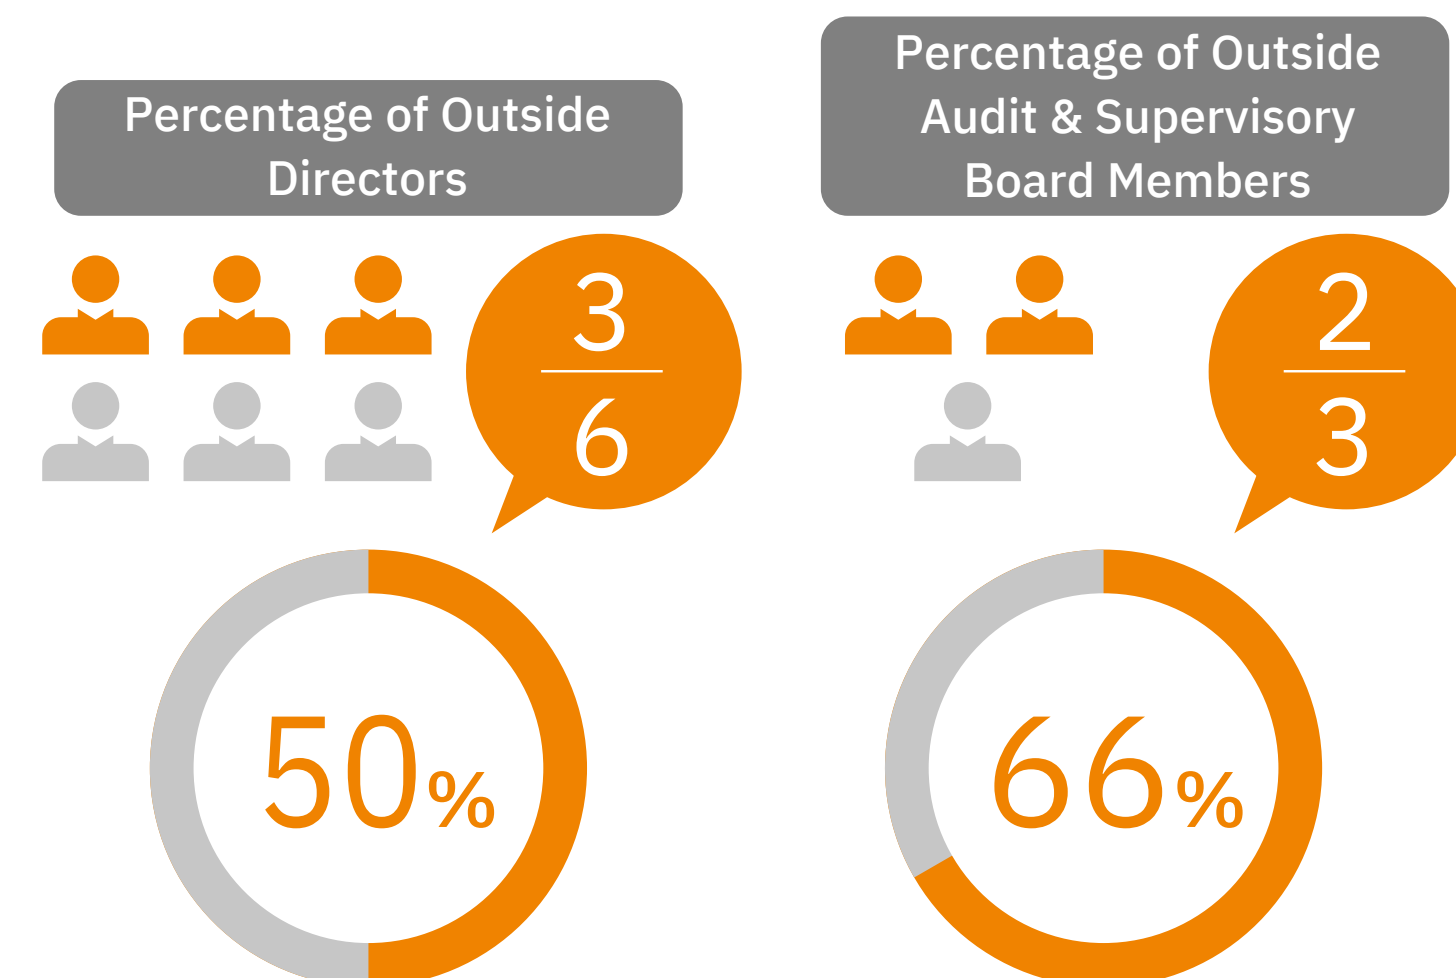 Percentage of Outside
Directors
3
6
50%
Percentage of Outside
Audit & Supervisory
Board Members
2
3
66%